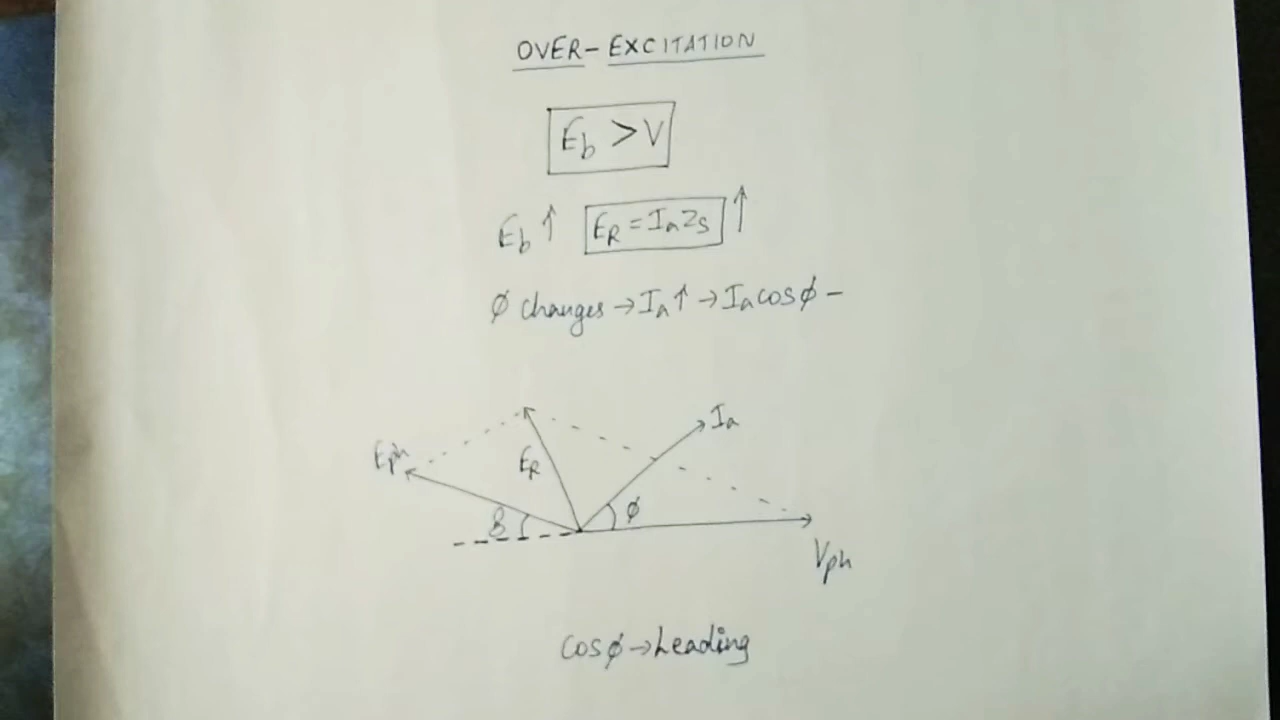 OVER-EXCITATION
Eb > V
Eb ↑ ER = IaZs ↑
φ changes → Ia ↑ → Ia cos φ –
Eph
ER
Ia
δ
φ
Vph
cos φ → Leading